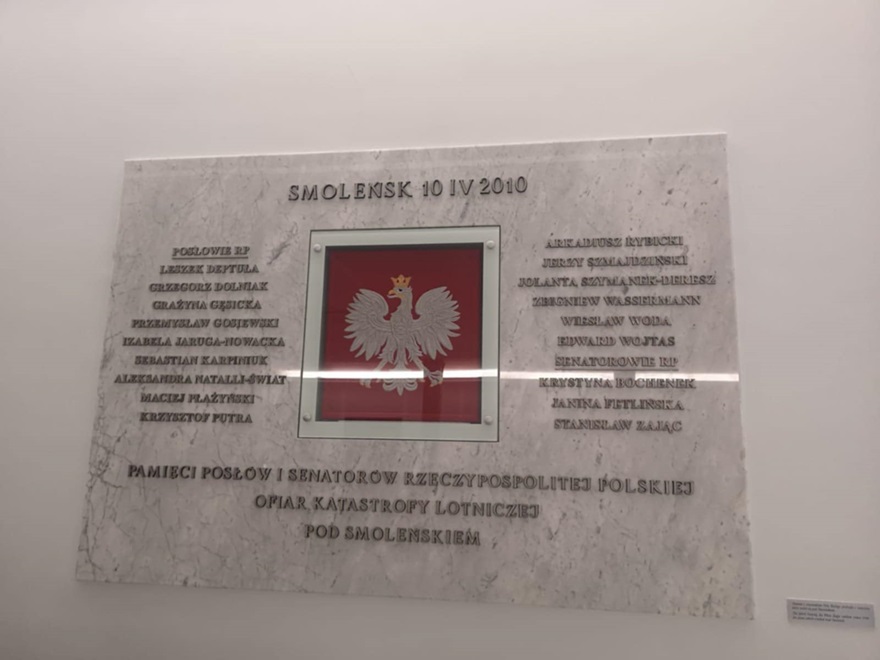 SMOLEŃSK 10 IV 2010
POSŁOWIE RP
LESZEK DEPTUŁA
GRZEGORZ DOLNIAK
GRAŻYNA GĘSICKA
PRZEMYSŁAW GOSIEWSKI
IZABELA JARUGA-NOWACKA
SEBASTIAN KARPINIUK
ALEKSANDRA NATALLI-ŚWIAT
MACIEJ PŁAŻYŃSKI
KRZYSZTOF PUTRA
ARKADIUSZ RYBICKI
JERZY SZMAJDZIŃSKI
JOLANTA SZYMANEK-DERESZ
ZBIGNIEW WASSERMANN
WIESŁAW WODA
EDWARD WOJTAS
SENATOROWIE RP
KRYSTYNA BOCHENEK
JANINA FETLIŃSKA
STANISŁAW ZAJĄC
PAMIĘCI POSŁÓW I SENATORÓW RZECZYPOSPOLITEJ POLSKIEJ
OFIAR KATASTROFY LOTNICZEJ
POD SMOLEŃSKIEM